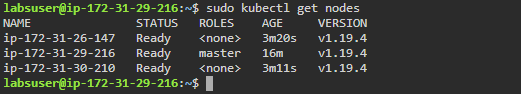 labsuser@ip-172-31-29-216:~$ sudo kubectl get nodes
NAME STATUS ROLES AGE VERSION
ip-172-31-26-147 Ready <none> 3m20s v1.19.4
ip-172-31-29-216 Ready master 16m v1.19.4
ip-172-31-30-210 Ready <none> 3m11s v1.19.4
labsuser@ip-172-31-29-216:~$